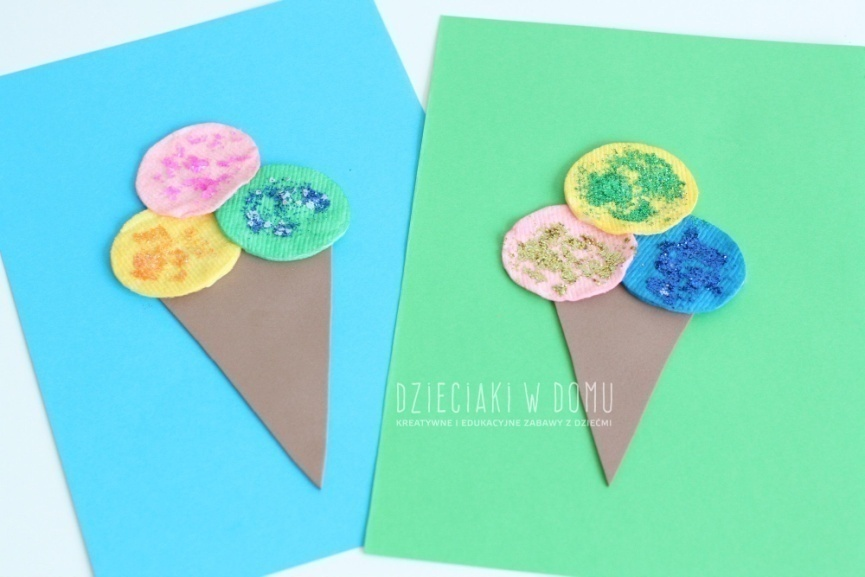 DZIECIAKI W DOMU
KREATYWNE I EDUKACYJNE ZABAWY Z DZIEĆMI